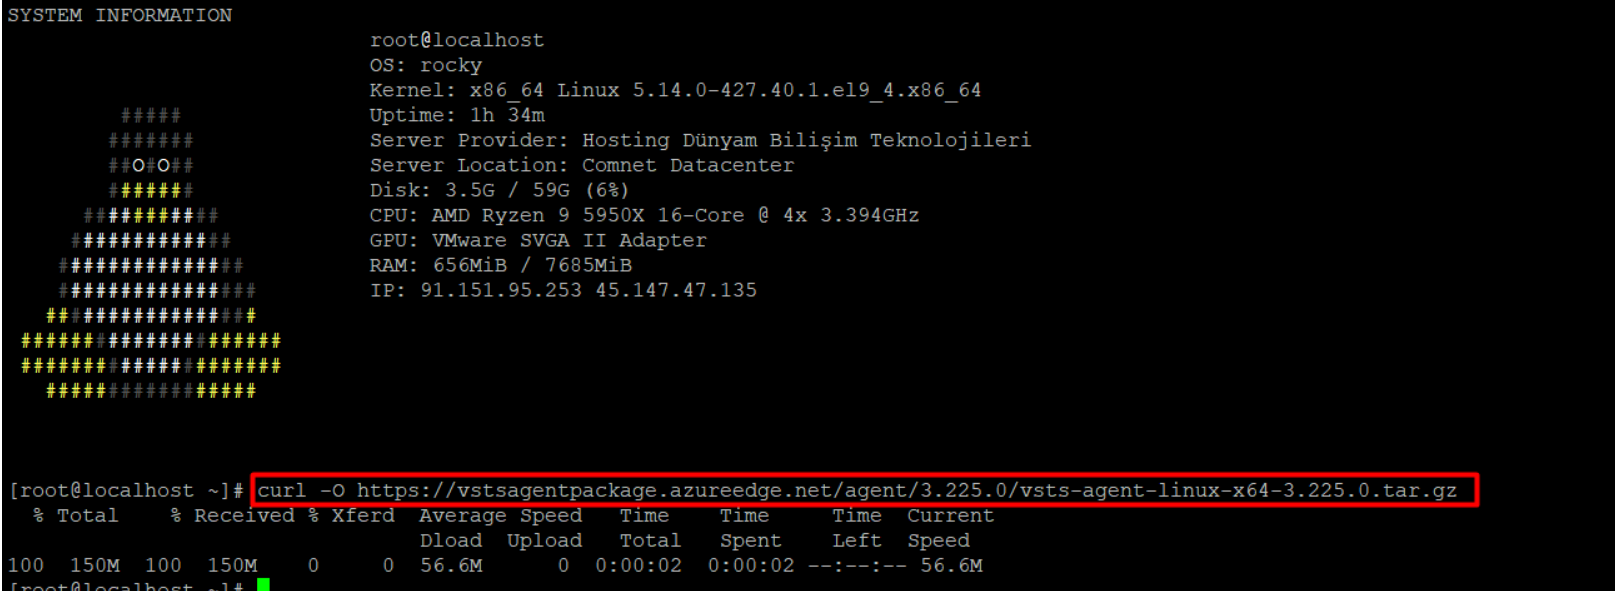 SYSTEM INFORMATION
root@localhost
OS: rocky
Kernel: x86_64 Linux 5.14.0-427.40.1.el9_4.x86_64
Uptime: 1h 34m
Server Provider: Hosting Dünyam Bilişim Teknolojileri
Server Location: Comnet Datacenter
Disk: 3.5G / 59G (6%)
CPU: AMD Ryzen 9 5950X 16-Core @ 4x 3.394GHz
GPU: VMware SVGA II Adapter
RAM: 656MiB / 7685MiB
IP: 91.151.95.253 45.147.47.135
#####
#######
##O#O##
#######
###########
#############
###############
################
#################
#####################
#####################
#################
[root@localhost ~]# curl -O https://vstsagentpackage.azureedge.net/agent/3.225.0/vsts-agent-linux-x64-3.225.0.tar.gz
% Total % Received % Xferd Average Speed Time Time Time Current
Dload Upload Total Spent Left Speed
100 150M 100 150M 0 0 56.6M 0 0:00:02 0:00:02 --:--:-- 56.6M
[root@localhost ~]#